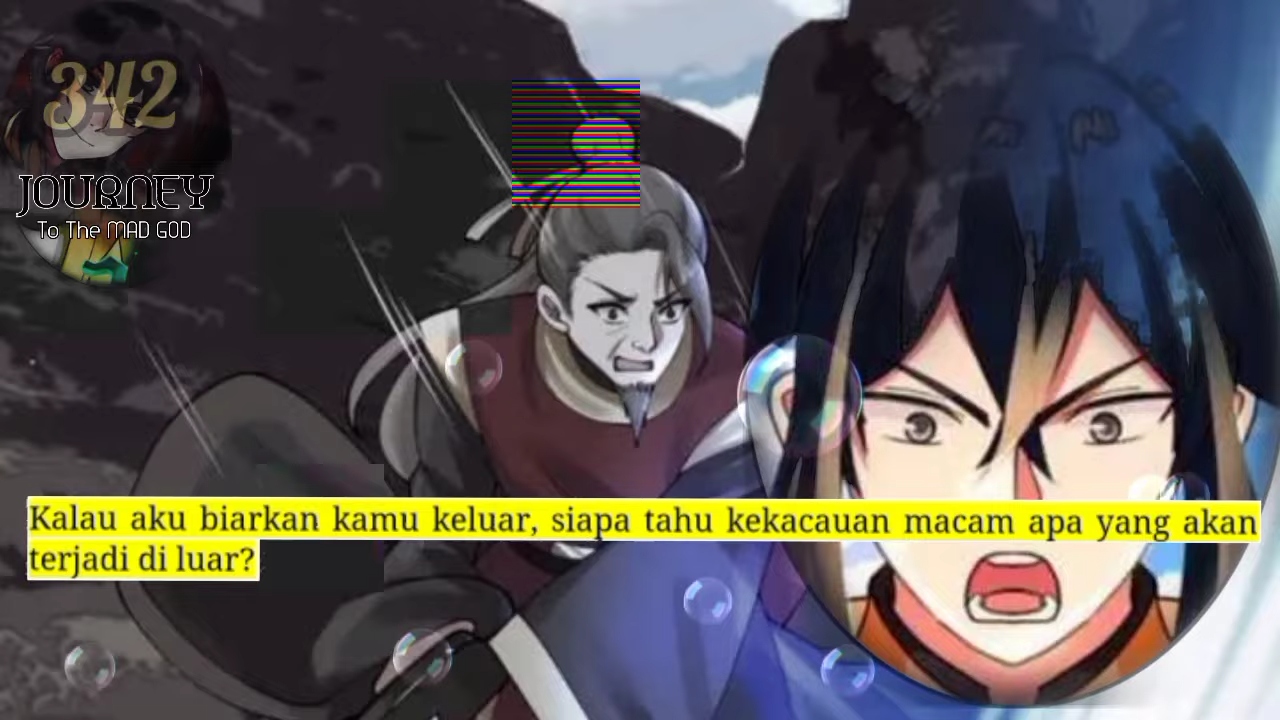 342
JOURNEY
To The MAD GOD
Kalau aku biarkan kamu keluar, siapa tahu kekacauan macam apa yang akan
terjadi di luar?